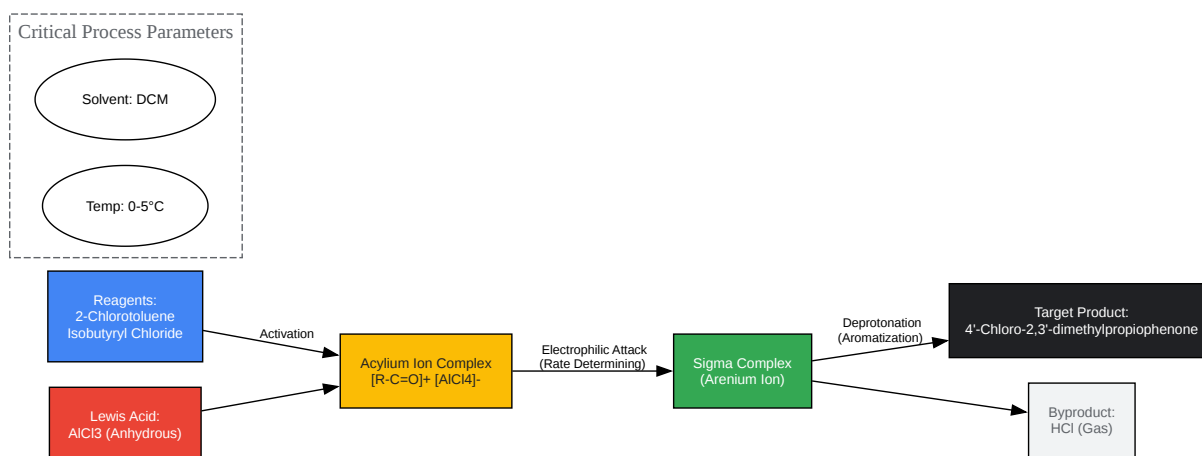 Critical Process Parameters
Solvent: DCM
Temp: 0-5°C
Reagents:
2-Chlorotoluene
Isobutyryl Chloride
Lewis Acid:
AlCl3 (Anhydrous)
Activation
Acylium Ion Complex
[R-C=O]+ [AlCl4]-
Electrophilic Attack
(Rate Determining)
Sigma Complex
(Arenium Ion)
Deprotonation
(Aromatization)
Target Product:
4'-Chloro-2,3'-dimethylpropiophenone
Byproduct:
HCl (Gas)